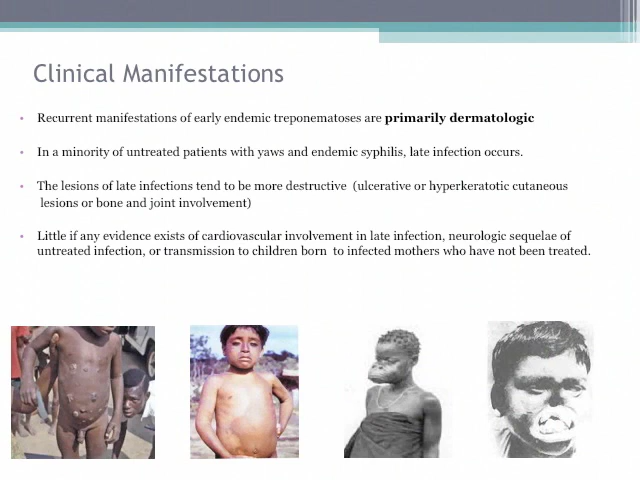 Clinical Manifestations
• Recurrent manifestations of early endemic treponematoses are primarily dermatologic
• In a minority of untreated patients with yaws and endemic syphilis, late infection occurs.
• The lesions of late infections tend to be more destructive (ulcerative or hyperkeratotic cutaneous
lesions or bone and joint involvement)
• Little if any evidence exists of cardiovascular involvement in late infection, neurologic sequelae of
untreated infection, or transmission to children born to infected mothers who have not been treated.